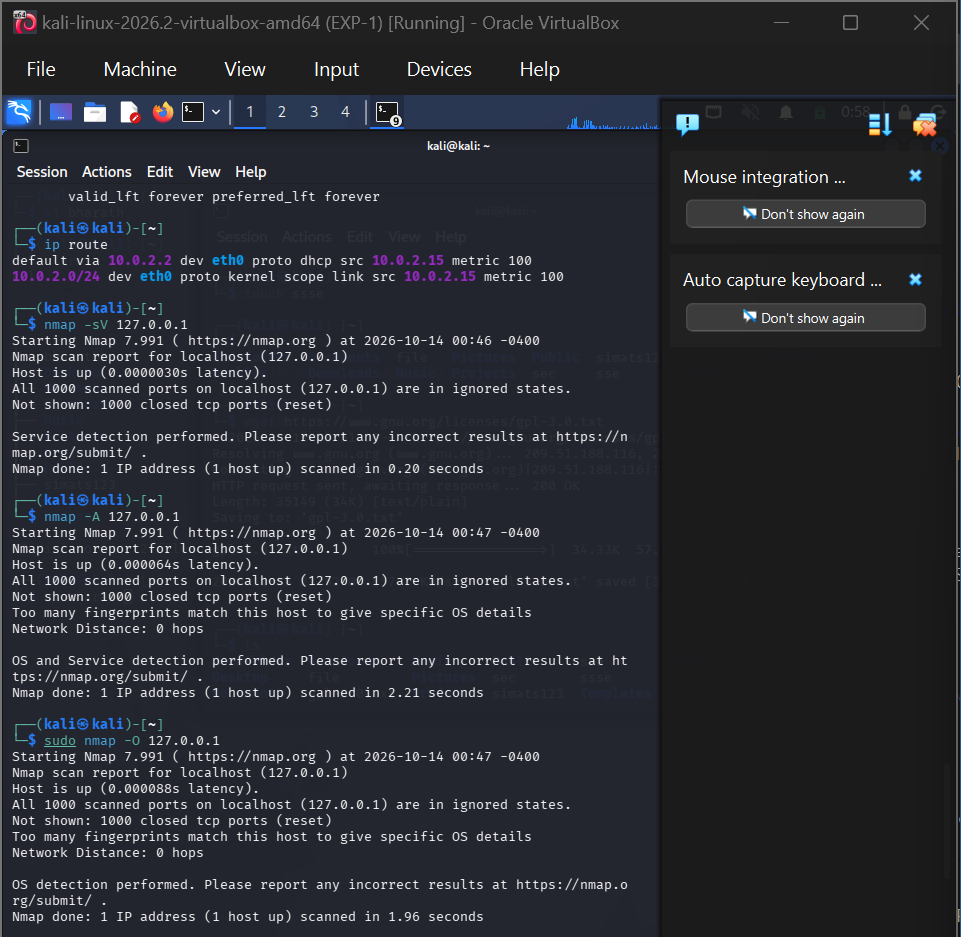 kali-linux-2026.2-virtualbox-amd64 (EXP-1) [Running] - Oracle VirtualBox
File Machine View Input Devices Help
1 2 3 4 9 0:58
kali@kali: ~
Session Actions Edit View Help
valid_lft forever preferred_lft forever
┌──(kali㉿kali)-[~]
└─$ ip route
default via 10.0.2.2 dev eth0 proto dhcp src 10.0.2.15 metric 100
10.0.2.0/24 dev eth0 proto kernel scope link src 10.0.2.15 metric 100
┌──(kali㉿kali)-[~]
└─$ nmap -sV 127.0.0.1
Starting Nmap 7.991 ( https://nmap.org ) at 2026-10-14 00:46 -0400
Nmap scan report for localhost (127.0.0.1)
Host is up (0.0000030s latency).
All 1000 scanned ports on localhost (127.0.0.1) are in ignored states.
Not shown: 1000 closed tcp ports (reset)
Service detection performed. Please report any incorrect results at https://n
map.org/submit/ .
Nmap done: 1 IP address (1 host up) scanned in 0.20 seconds
┌──(kali㉿kali)-[~]
└─$ nmap -A 127.0.0.1
Starting Nmap 7.991 ( https://nmap.org ) at 2026-10-14 00:47 -0400
Nmap scan report for localhost (127.0.0.1)
Host is up (0.000064s latency).
All 1000 scanned ports on localhost (127.0.0.1) are in ignored states.
Not shown: 1000 closed tcp ports (reset)
Too many fingerprints match this host to give specific OS details
Network Distance: 0 hops
OS and Service detection performed. Please report any incorrect results at ht
tps://nmap.org/submit/ .
Nmap done: 1 IP address (1 host up) scanned in 2.21 seconds
┌──(kali㉿kali)-[~]
└─$ sudo nmap -O 127.0.0.1
Starting Nmap 7.991 ( https://nmap.org ) at 2026-10-14 00:47 -0400
Nmap scan report for localhost (127.0.0.1)
Host is up (0.000088s latency).
All 1000 scanned ports on localhost (127.0.0.1) are in ignored states.
Not shown: 1000 closed tcp ports (reset)
Too many fingerprints match this host to give specific OS details
Network Distance: 0 hops
OS detection performed. Please report any incorrect results at https://nmap.o
rg/submit/ .
Nmap done: 1 IP address (1 host up) scanned in 1.96 seconds
Mouse integration ...
Don't show again
Auto capture keyboard ...
Don't show again